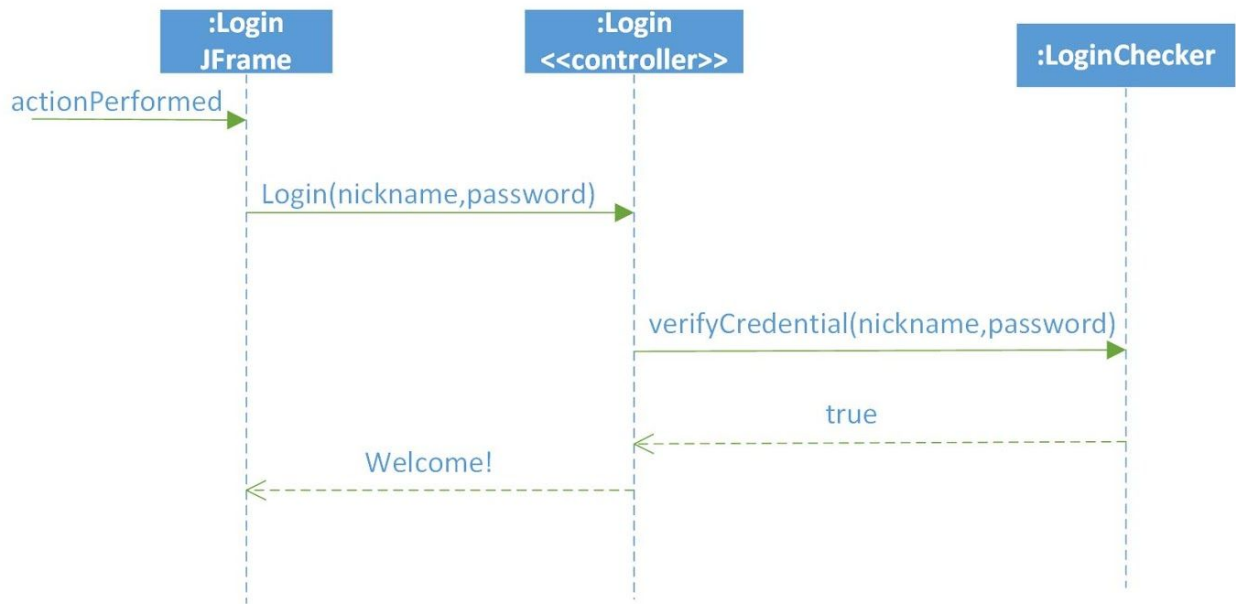 :Login
JFrame
:Login
<<controller>>
:LoginChecker
actionPerformed
Login(nickname,password)
verifyCredential(nickname,password)
true
Welcome!